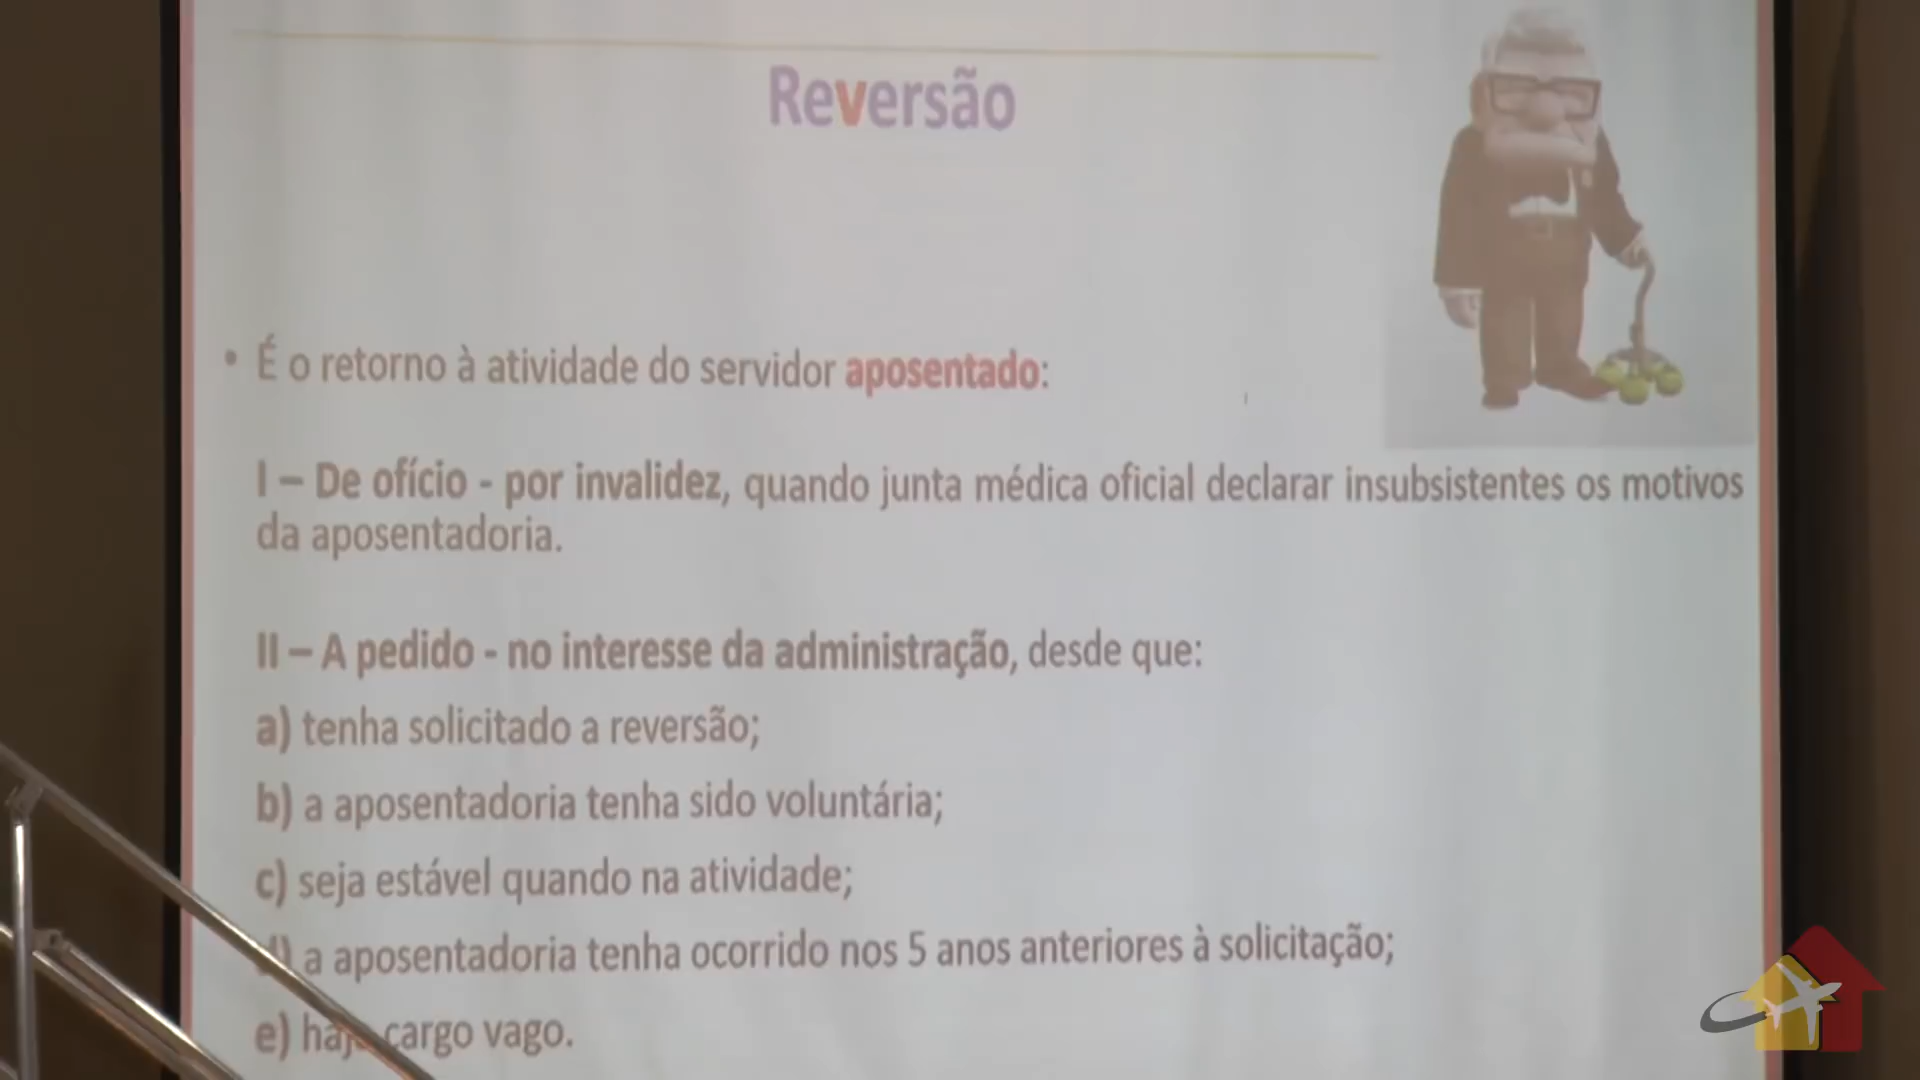 Reversão
• É o retorno à atividade do servidor aposentado:
I – De ofício - por invalidez, quando junta médica oficial declarar insubsistentes os motivos
da aposentadoria.
II – A pedido - no interesse da administração, desde que:
a) tenha solicitado a reversão;
b) a aposentadoria tenha sido voluntária;
c) seja estável quando na atividade;
d) a aposentadoria tenha ocorrido nos 5 anos anteriores à solicitação;
e) haja cargo vago.